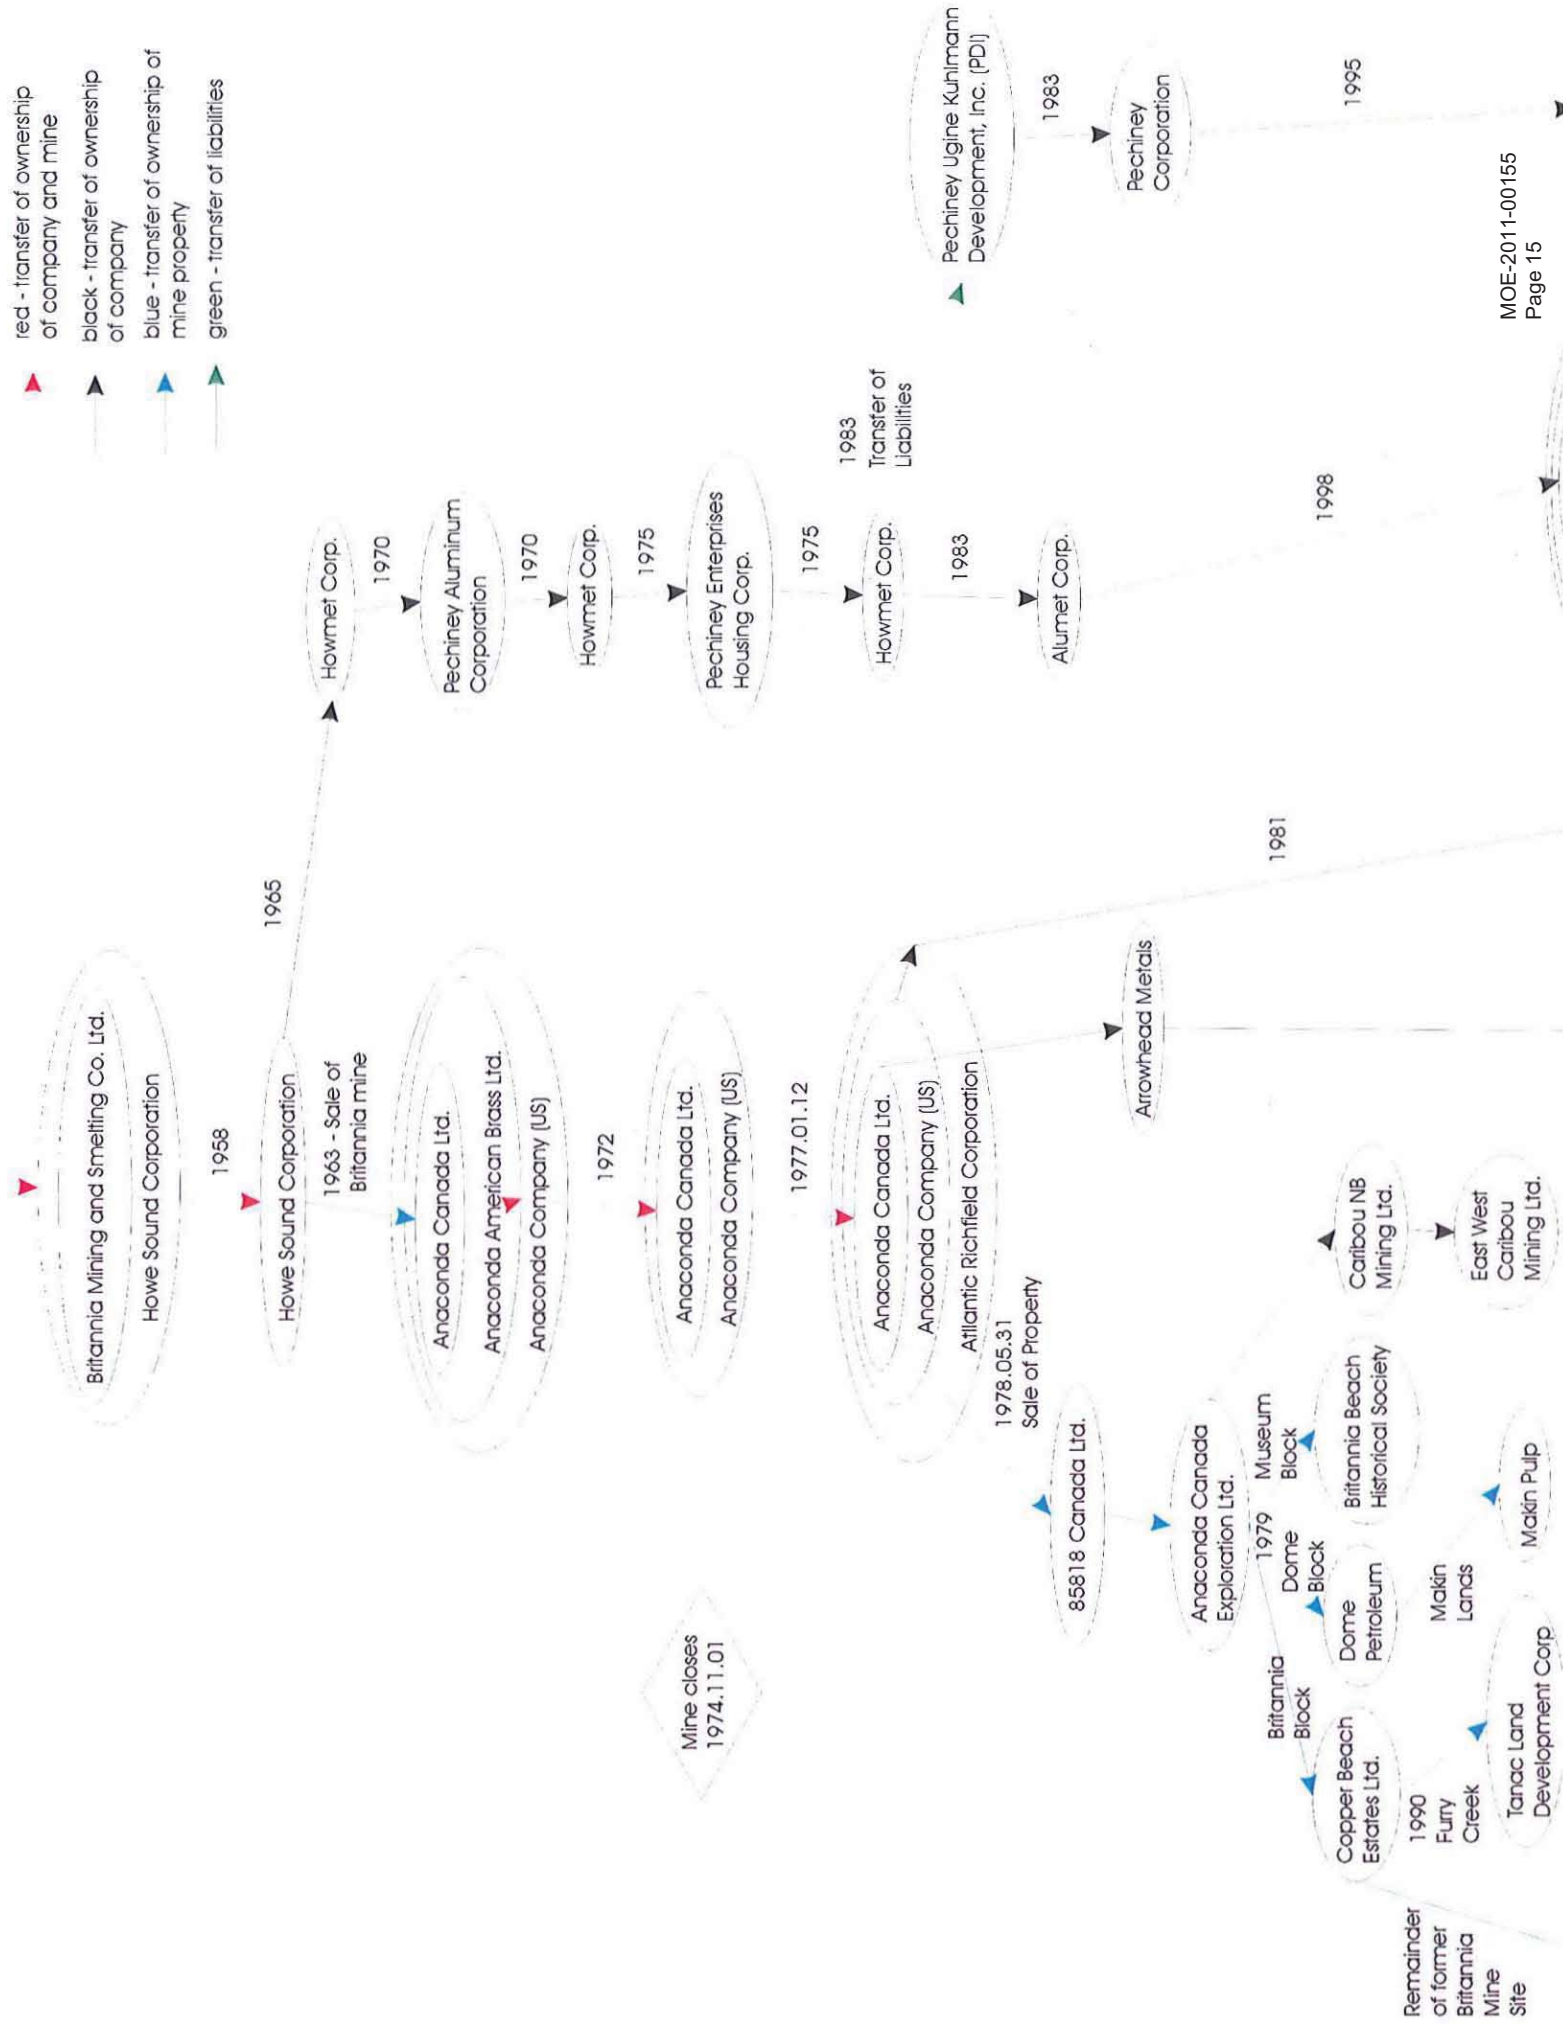 red - transfer of ownership
of company and mine
black - transfer of ownership
of company
blue - transfer of ownership of
mine property
green - transfer of liabilities
Britannia Mining and Smelting Co. Ltd.
Howe Sound Corporation
1958
Howe Sound Corporation
1965
Howmet Corp.
1970
Pechiney Aluminum
Corporation
1970
Howmet Corp.
1975
Pechiney Enterprises
Housing Corp.
1975
Howmet Corp.
1983
Transfer of
Liabilities
1983
Alumet Corp.
1998
Pechiney Ugine Kuhlmann
Development, Inc. (PDI)
1983
Pechiney
Corporation
1995
1963 - Sale of
Britannia mine
Anaconda Canada Ltd.
Anaconda American Brass Ltd.
Anaconda Company (US)
1972
Anaconda Canada Ltd.
Anaconda Company (US)
Mine closes
1974.11.01
1977.01.12
Anaconda Canada Ltd.
Anaconda Company (US)
Atlantic Richfield Corporation
1981
Arrowhead Metals
1978.05.31
Sale of Property
85818 Canada Ltd.
Anaconda Canada
Exploration Ltd.
1979
Britannia
Block
Dome
Block
Museum
Block
Copper Beach
Estates Ltd.
Dome
Petroleum
Britannia Beach
Historical Society
Caribou NB
Mining Ltd.
East West
Caribou
Mining Ltd.
Remainder
of former
Britannia
Mine
Site
1990
Furry
Creek
Tanac Land
Development Corp
Makin
Lands
Makin Pulp
MOE-2011-00155
Page 15